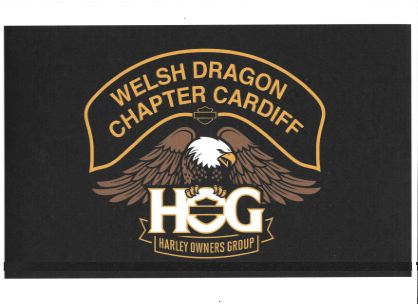 WELSH DRAGON
CHAPTER CARDIFF
HOG
HARLEY OWNERS GROUP